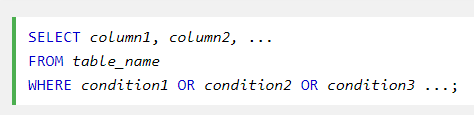 SELECT column1, column2, ...
FROM table_name
WHERE condition1 OR condition2 OR condition3 ...;